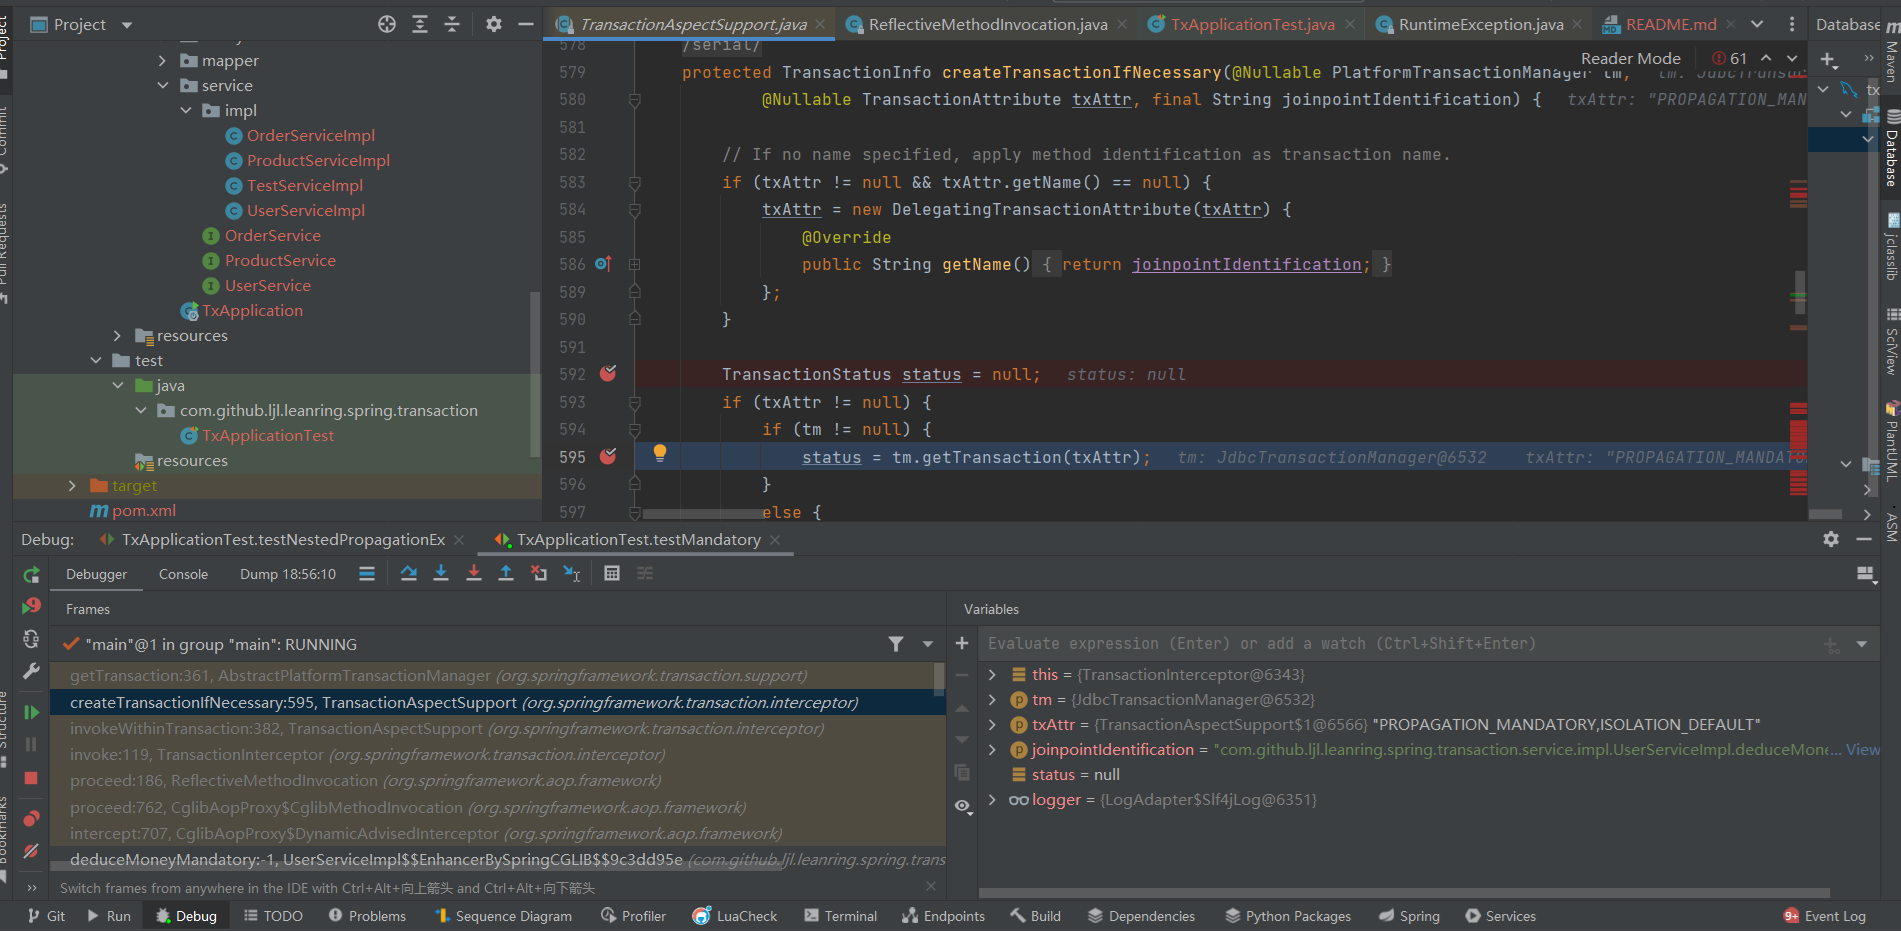 Project
TransactionAspectSupport.java
ReflectiveMethodInvocation.java
TxApplicationTest.java
RuntimeException.java
README.md
Database
mapper
service
impl
OrderServiceImpl
ProductServiceImpl
TestServiceImpl
UserServiceImpl
OrderService
ProductService
UserService
TxApplication
resources
test
java
com.github.ljl.leanring.spring.transaction
TxApplicationTest
resources
target
pom.xml
Reader Mode
61
578 /serial/
579 protected TransactionInfo createTransactionIfNecessary(@Nullable PlatformTransactionManager tm, tm: JdbcTransac
580 @Nullable TransactionAttribute txAttr, final String joinpointIdentification) { txAttr: "PROPAGATION_MAN
581
582 // If no name specified, apply method identification as transaction name.
583 if (txAttr != null && txAttr.getName() == null) {
584 txAttr = new DelegatingTransactionAttribute(txAttr) {
585 @Override
586 public String getName() { return joinpointIdentification; }
589 };
590 }
591
592 TransactionStatus status = null; status: null
593 if (txAttr != null) {
594 if (tm != null) {
595 status = tm.getTransaction(txAttr); tm: JdbcTransactionManager@6532 txAttr: "PROPAGATION_MANDATO
596 }
597 else {
tx
Project
Commit
Pull Requests
Structure
Bookmarks
Maven
Database
jclasslib
SciView
PlantUML
ASM
Debug:
TxApplicationTest.testNestedPropagationEx
TxApplicationTest.testMandatory
Debugger
Console
Dump 18:56:10
Frames
"main"@1 in group "main": RUNNING
getTransaction:361, AbstractPlatformTransactionManager (org.springframework.transaction.support)
createTransactionIfNecessary:595, TransactionAspectSupport (org.springframework.transaction.interceptor)
invokeWithinTransaction:382, TransactionAspectSupport (org.springframework.transaction.interceptor)
invoke:119, TransactionInterceptor (org.springframework.transaction.interceptor)
proceed:186, ReflectiveMethodInvocation (org.springframework.aop.framework)
proceed:762, CglibAopProxy$CglibMethodInvocation (org.springframework.aop.framework)
intercept:707, CglibAopProxy$DynamicAdvisedInterceptor (org.springframework.aop.framework)
deduceMoneyMandatory:-1, UserServiceImpl$$EnhancerBySpringCGLIB$$9c3dd95e (com.github.ljl.leanring.spring.trans
Switch frames from anywhere in the IDE with Ctrl+Alt+向上箭头 and Ctrl+Alt+向下箭头
Variables
Evaluate expression (Enter) or add a watch (Ctrl+Shift+Enter)
this = {TransactionInterceptor@6343}
tm = {JdbcTransactionManager@6532}
txAttr = {TransactionAspectSupport$1@6566} "PROPAGATION_MANDATORY,ISOLATION_DEFAULT"
joinpointIdentification = "com.github.ljl.leanring.spring.transaction.service.impl.UserServiceImpl.deduceMone... View
status = null
logger = {LogAdapter$Slf4jLog@6351}
Git
Run
Debug
TODO
Problems
Sequence Diagram
Profiler
LuaCheck
Terminal
Endpoints
Build
Dependencies
Python Packages
Spring
Services
9+ Event Log